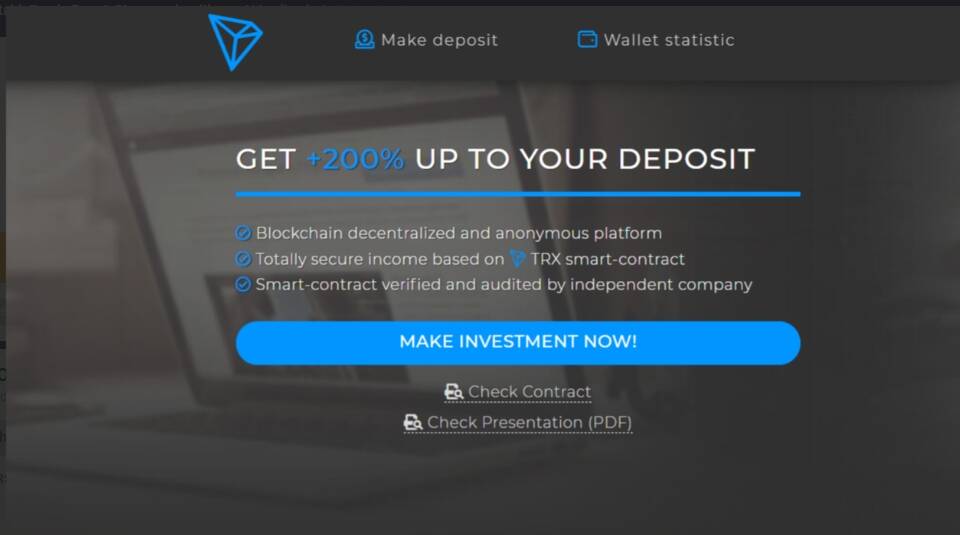 Make deposit
Wallet statistic
GET +200% UP TO YOUR DEPOSIT
Blockchain decentralized and anonymous platform
Totally secure income based on TRX smart-contract
Smart-contract verified and audited by independent company
MAKE INVESTMENT NOW!
Check Contract
Check Presentation (PDF)